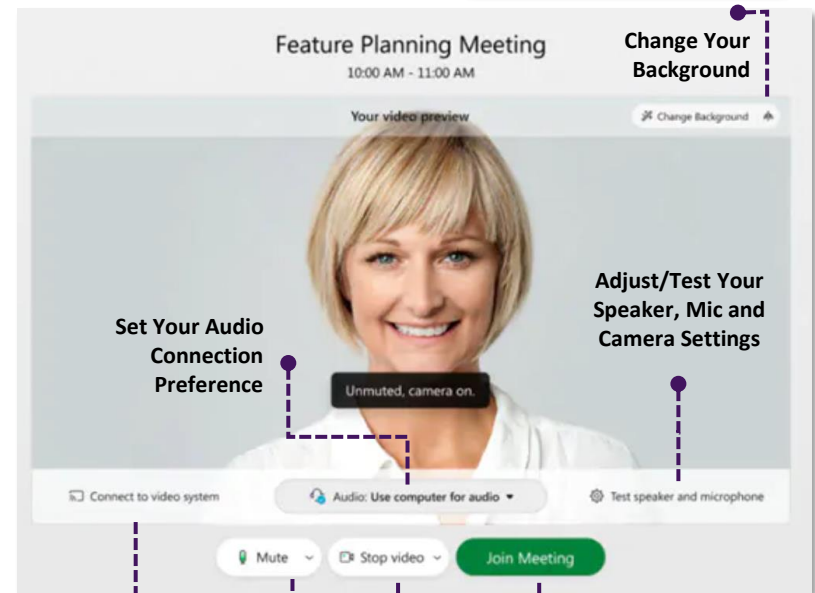 Feature Planning Meeting
10:00 AM - 11:00 AM
Change Your
Background
Your video preview
Change Background
Adjust/Test Your
Speaker, Mic and
Camera Settings
Set Your Audio
Connection
Preference
Unmuted, camera on.
Connect to video system
Audio: Use computer for audio
Test speaker and microphone
Mute
Stop video
Join Meeting